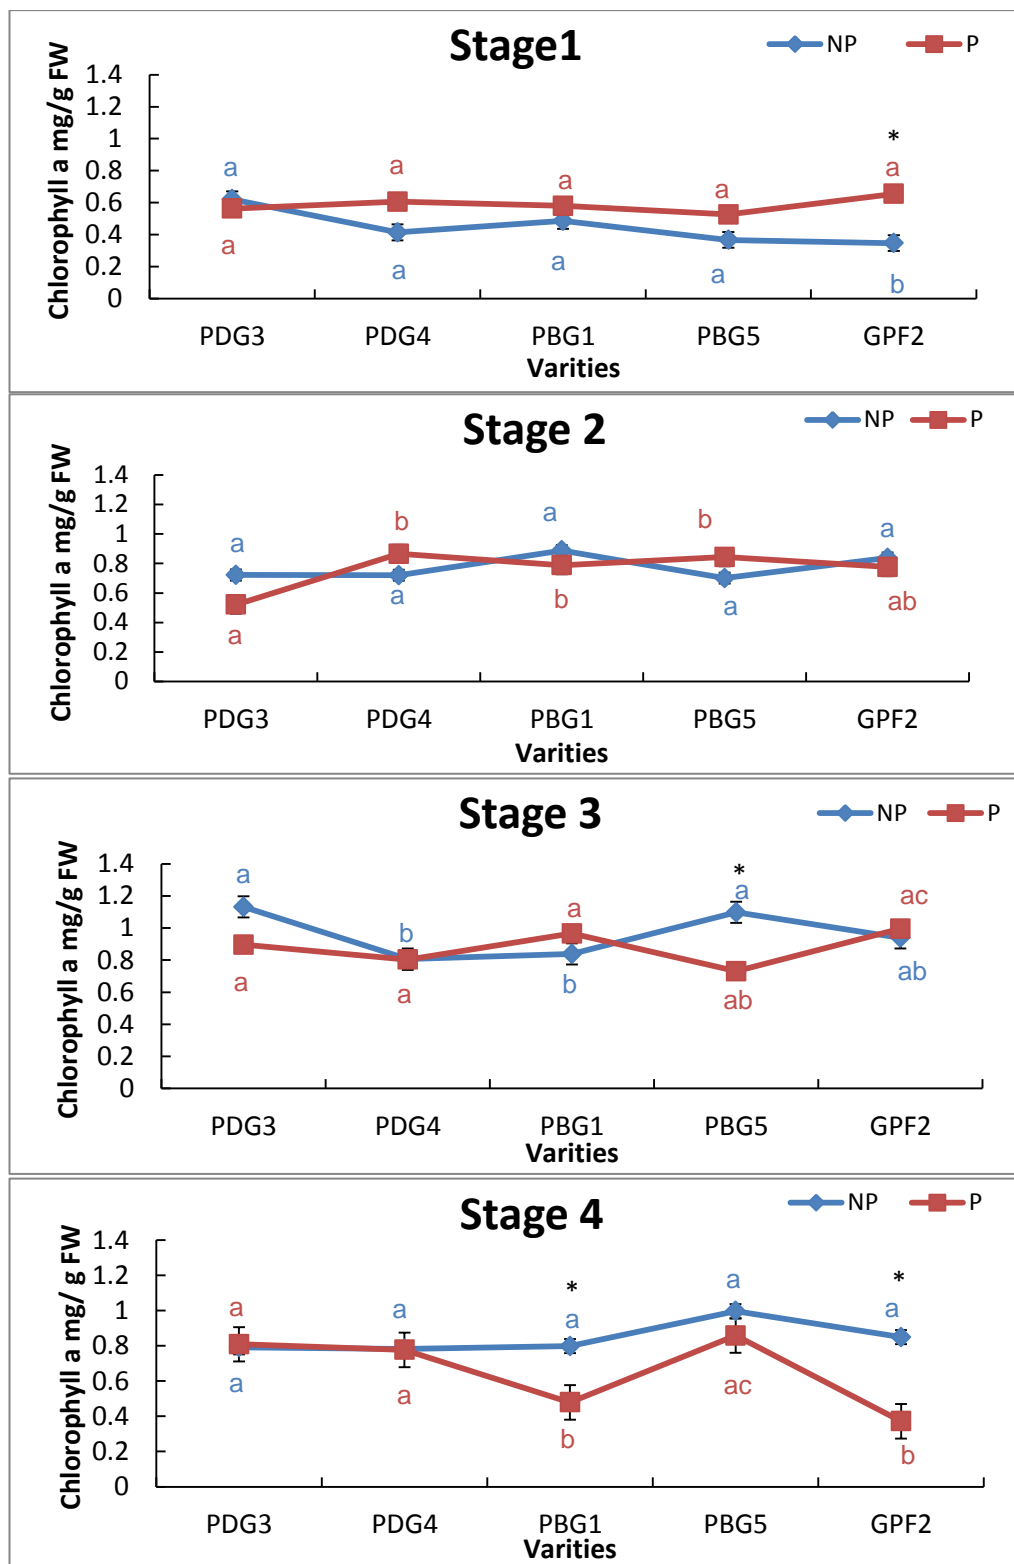 Stage1
NP P
Chlorophyll a mg/g FW
1.4
1.2
1
0.8
0.6
0.4
0.2
0
*
a a a a a
a a a a b
PDG3 PDG4 PBG1 PBG5 GPF2
Varities
Stage 2
NP P
Chlorophyll a mg/g FW
1.4
1.2
1
0.8
0.6
0.4
0.2
0
a b a b a
a a b a ab
PDG3 PDG4 PBG1 PBG5 GPF2
Varities
Stage 3
NP P
Chlorophyll a mg/g FW
1.4
1.2
1
0.8
0.6
0.4
0.2
0
*
a b a a ac
a a b ab ab
PDG3 PDG4 PBG1 PBG5 GPF2
Varities
Stage 4
NP P
Chlorophyll a mg/ g FW
1.4
1.2
1
0.8
0.6
0.4
0.2
0
* *
a a a a a
a a b ac b
PDG3 PDG4 PBG1 PBG5 GPF2
Varities